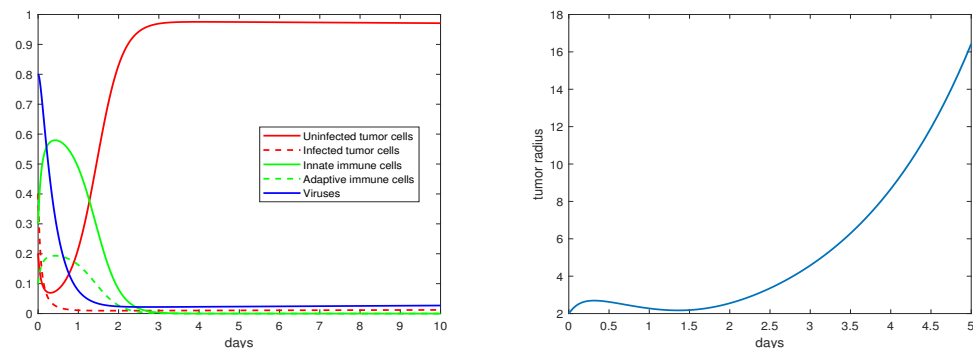 1
0.9
0.8
0.7
0.6
0.5
0.4
0.3
0.2
0.1
0
0 1 2 3 4 5 6 7 8 9 10
days
Uninfected tumor cells
Infected tumor cells
Innate immune cells
Adaptive immune cells
Viruses
18
16
14
12
10
8
6
4
2
tumor radius
0 0.5 1 1.5 2 2.5 3 3.5 4 4.5 5
days